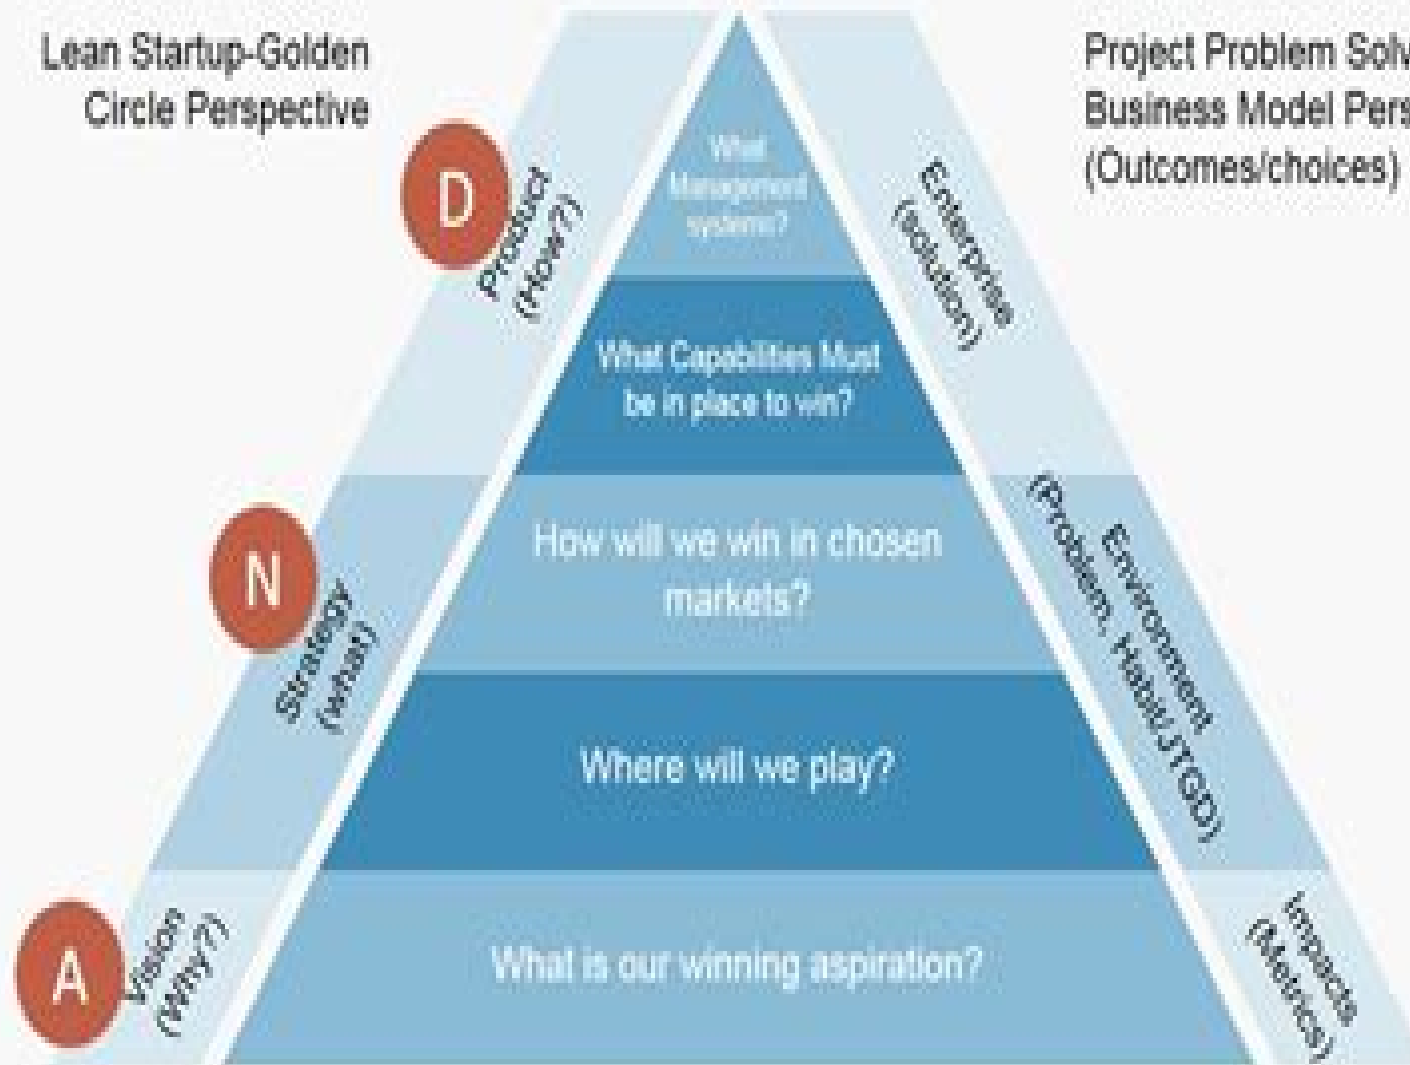 Lean Startup-Golden
Circle Perspective
Project Problem Solv
Business Model Pers
(Outcomes/choices)
D
Product
(How?)
What
Management
systems?
Enterprise
(solution)
What Capabilities Must
be in place to win?
N
Strategy
(what)
How will we win in chosen
markets?
Environment
(Problem, Habit/JTGD)
Where will we play?
A
Vision
(Why?)
What is our winning aspiration?
Impacts
(Metrics)